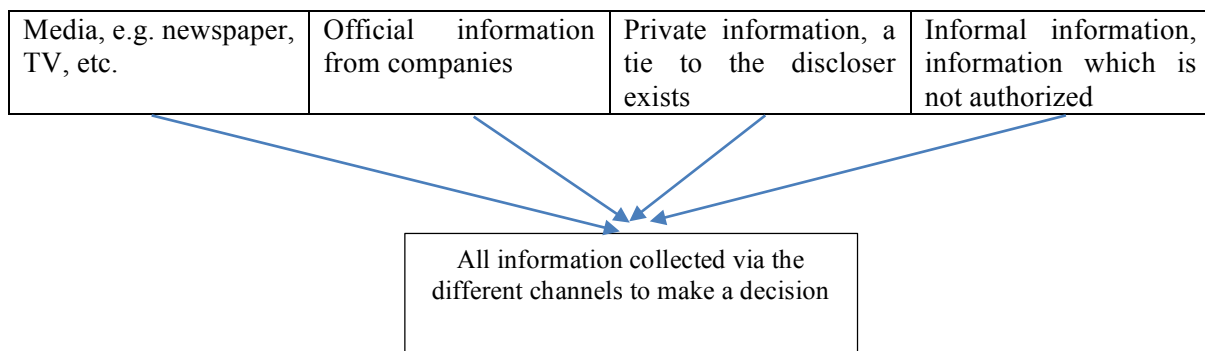 Media, e.g. newspaper,
TV, etc.
Official information
from companies
Private information, a
tie to the discloser
exists
Informal information,
information which is
not authorized
All information collected via the
different channels to make a decision